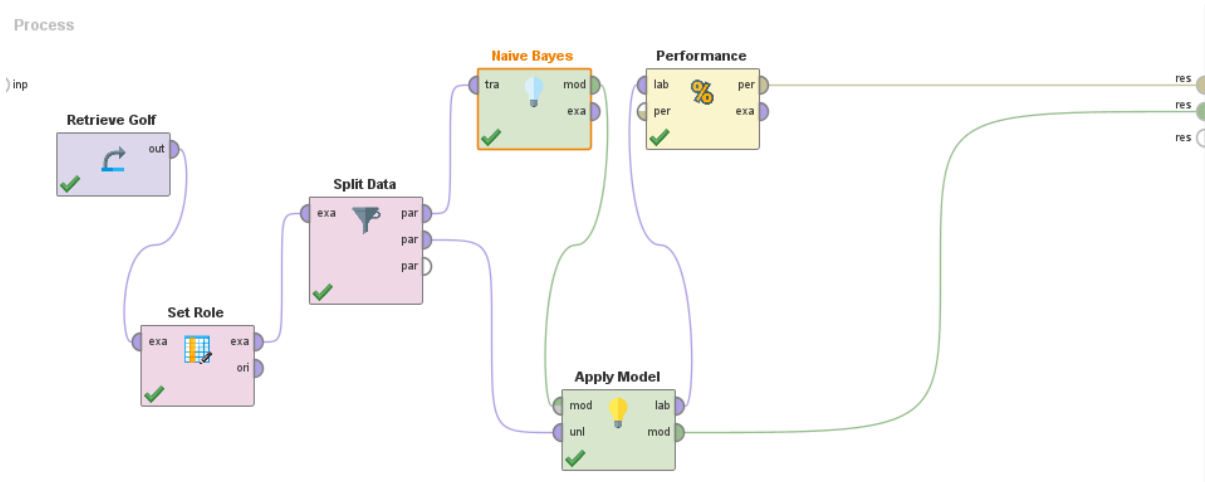 Process
inp
Retrieve Golf
out
Set Role
exa
exa
ori
Split Data
exa
par
par
par
Naive Bayes
tra
mod
exa
Performance
lab
per
%
per
exa
Apply Model
mod
lab
unl
mod
res
res
res